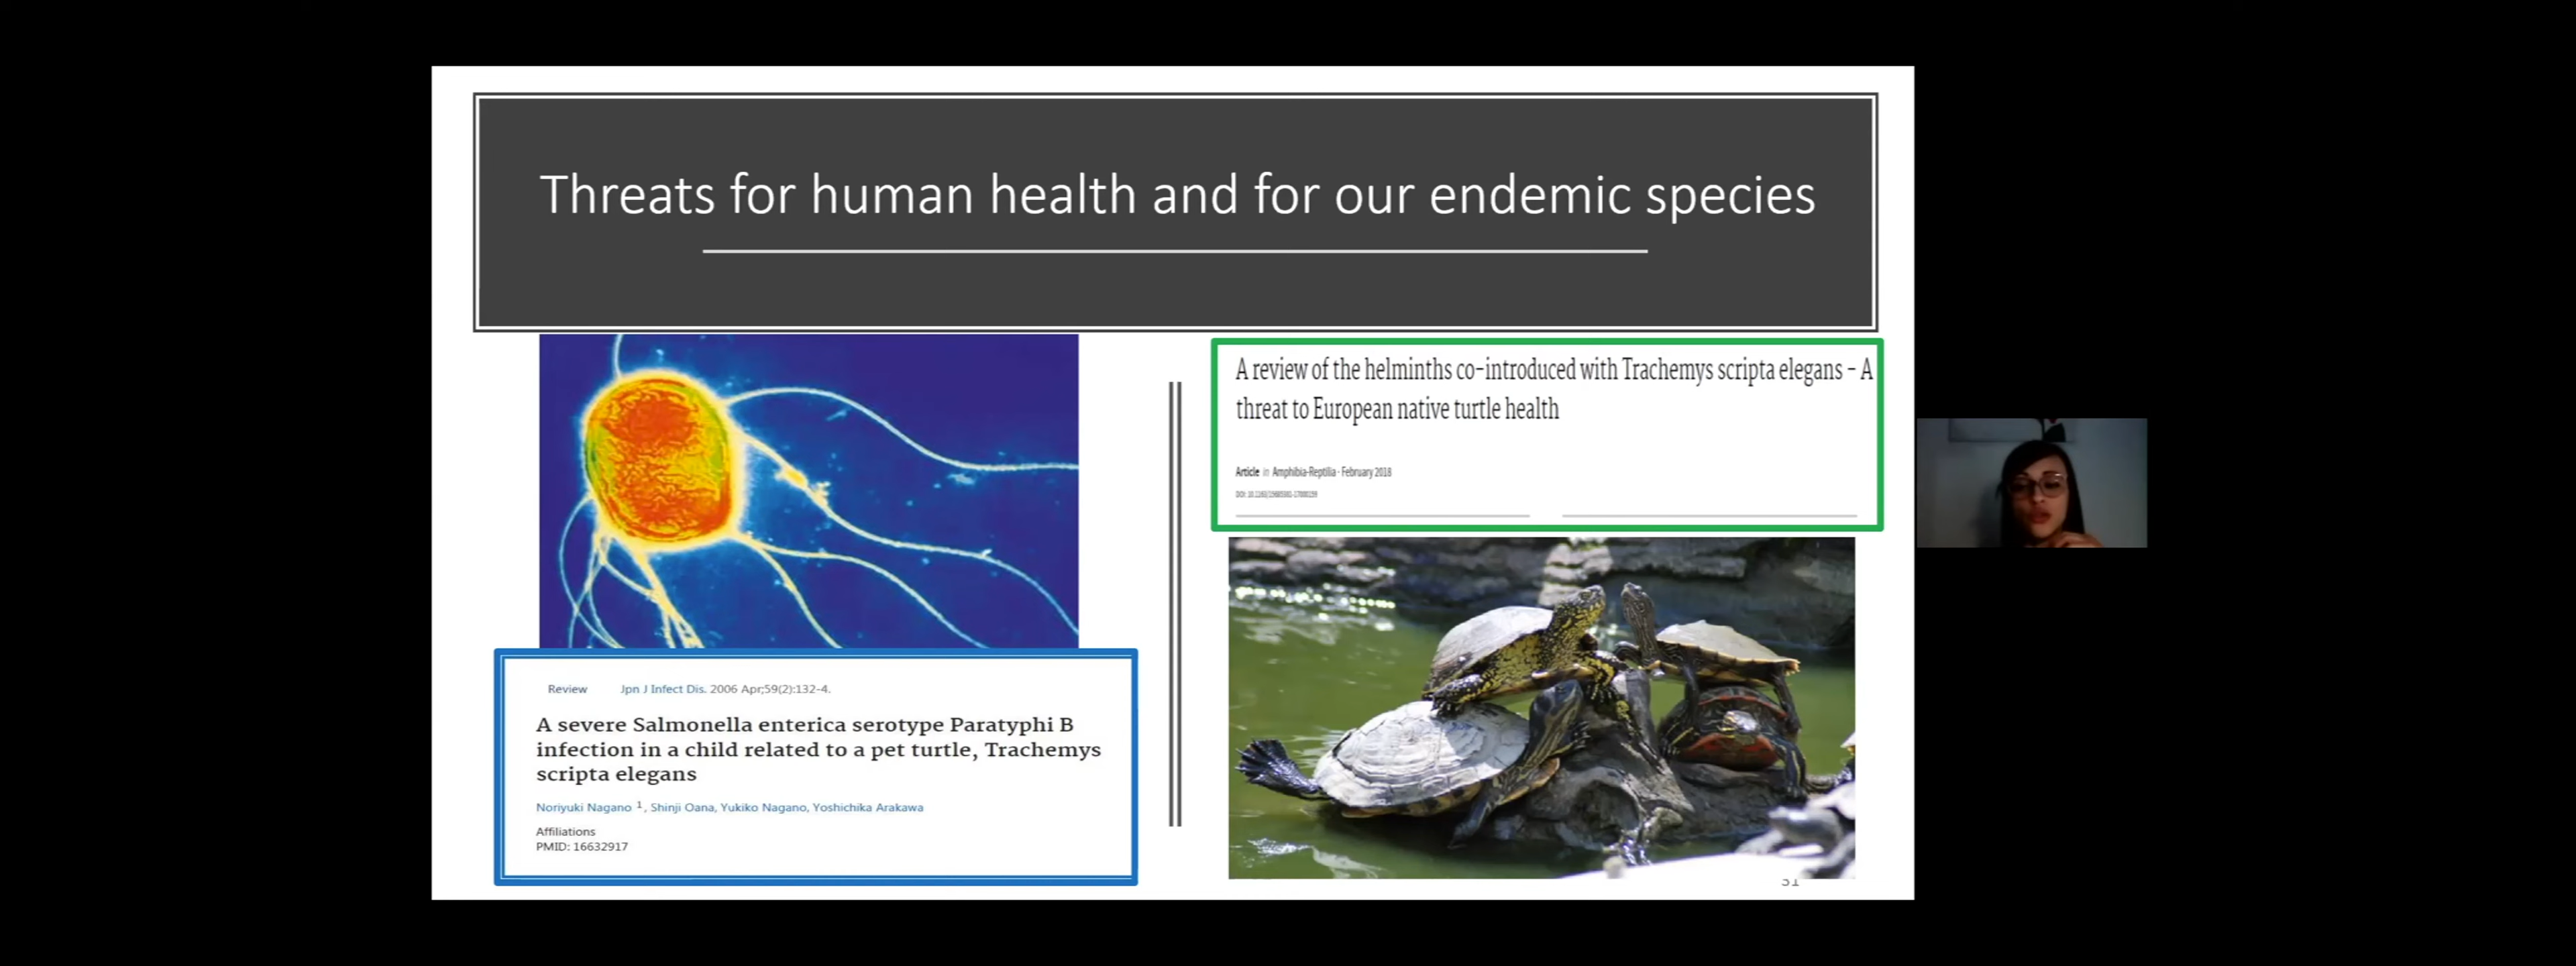 Threats for human health and for our endemic species
Review Jpn J Infect Dis. 2006 Apr;59(2):132-4.
A severe Salmonella enterica serotype Paratyphi B
infection in a child related to a pet turtle, Trachemys
scripta elegans
Noriyuki Nagano 1, Shinji Oana, Yukiko Nagano, Yoshichika Arakawa
Affiliations
PMID: 16632917
A review of the helminths co-introduced with Trachemys scripta elegans – A
threat to European native turtle health
Article in Amphibia-Reptilia · February 2018
DOI: